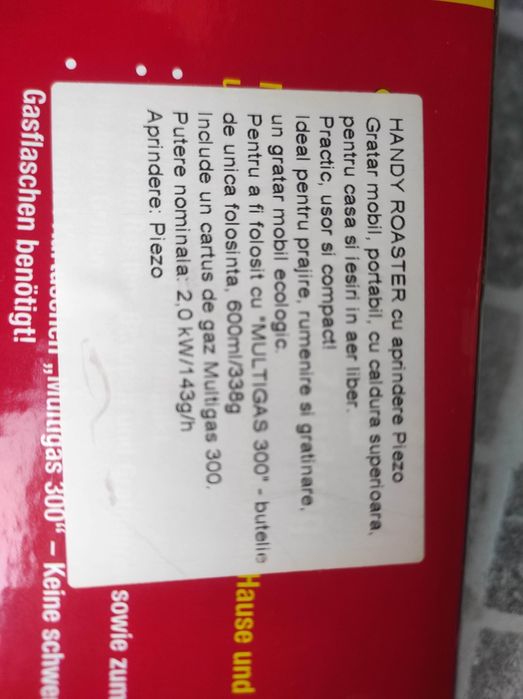 HANDY ROASTER cu aprindere Piezo
Gratar mobil, portabil, cu caldura superioara,
pentru casa si iesiri in aer liber.
Practic, usor si compact!
Ideal pentru prajire, rumenire si gratinare,
un gratar mobil ecologic.
Pentru a fi folosit cu "MULTIGAS 300" - butelie
de unica folosinta, 600ml/338g
Include un cartus de gaz Multigas 300.
Putere nominala: 2,0 kW/143g/h
Aprindere: Piezo
Hause und
sowie zum
„Multigas 300“ – Keine schwe
Gasflaschen benötigt!